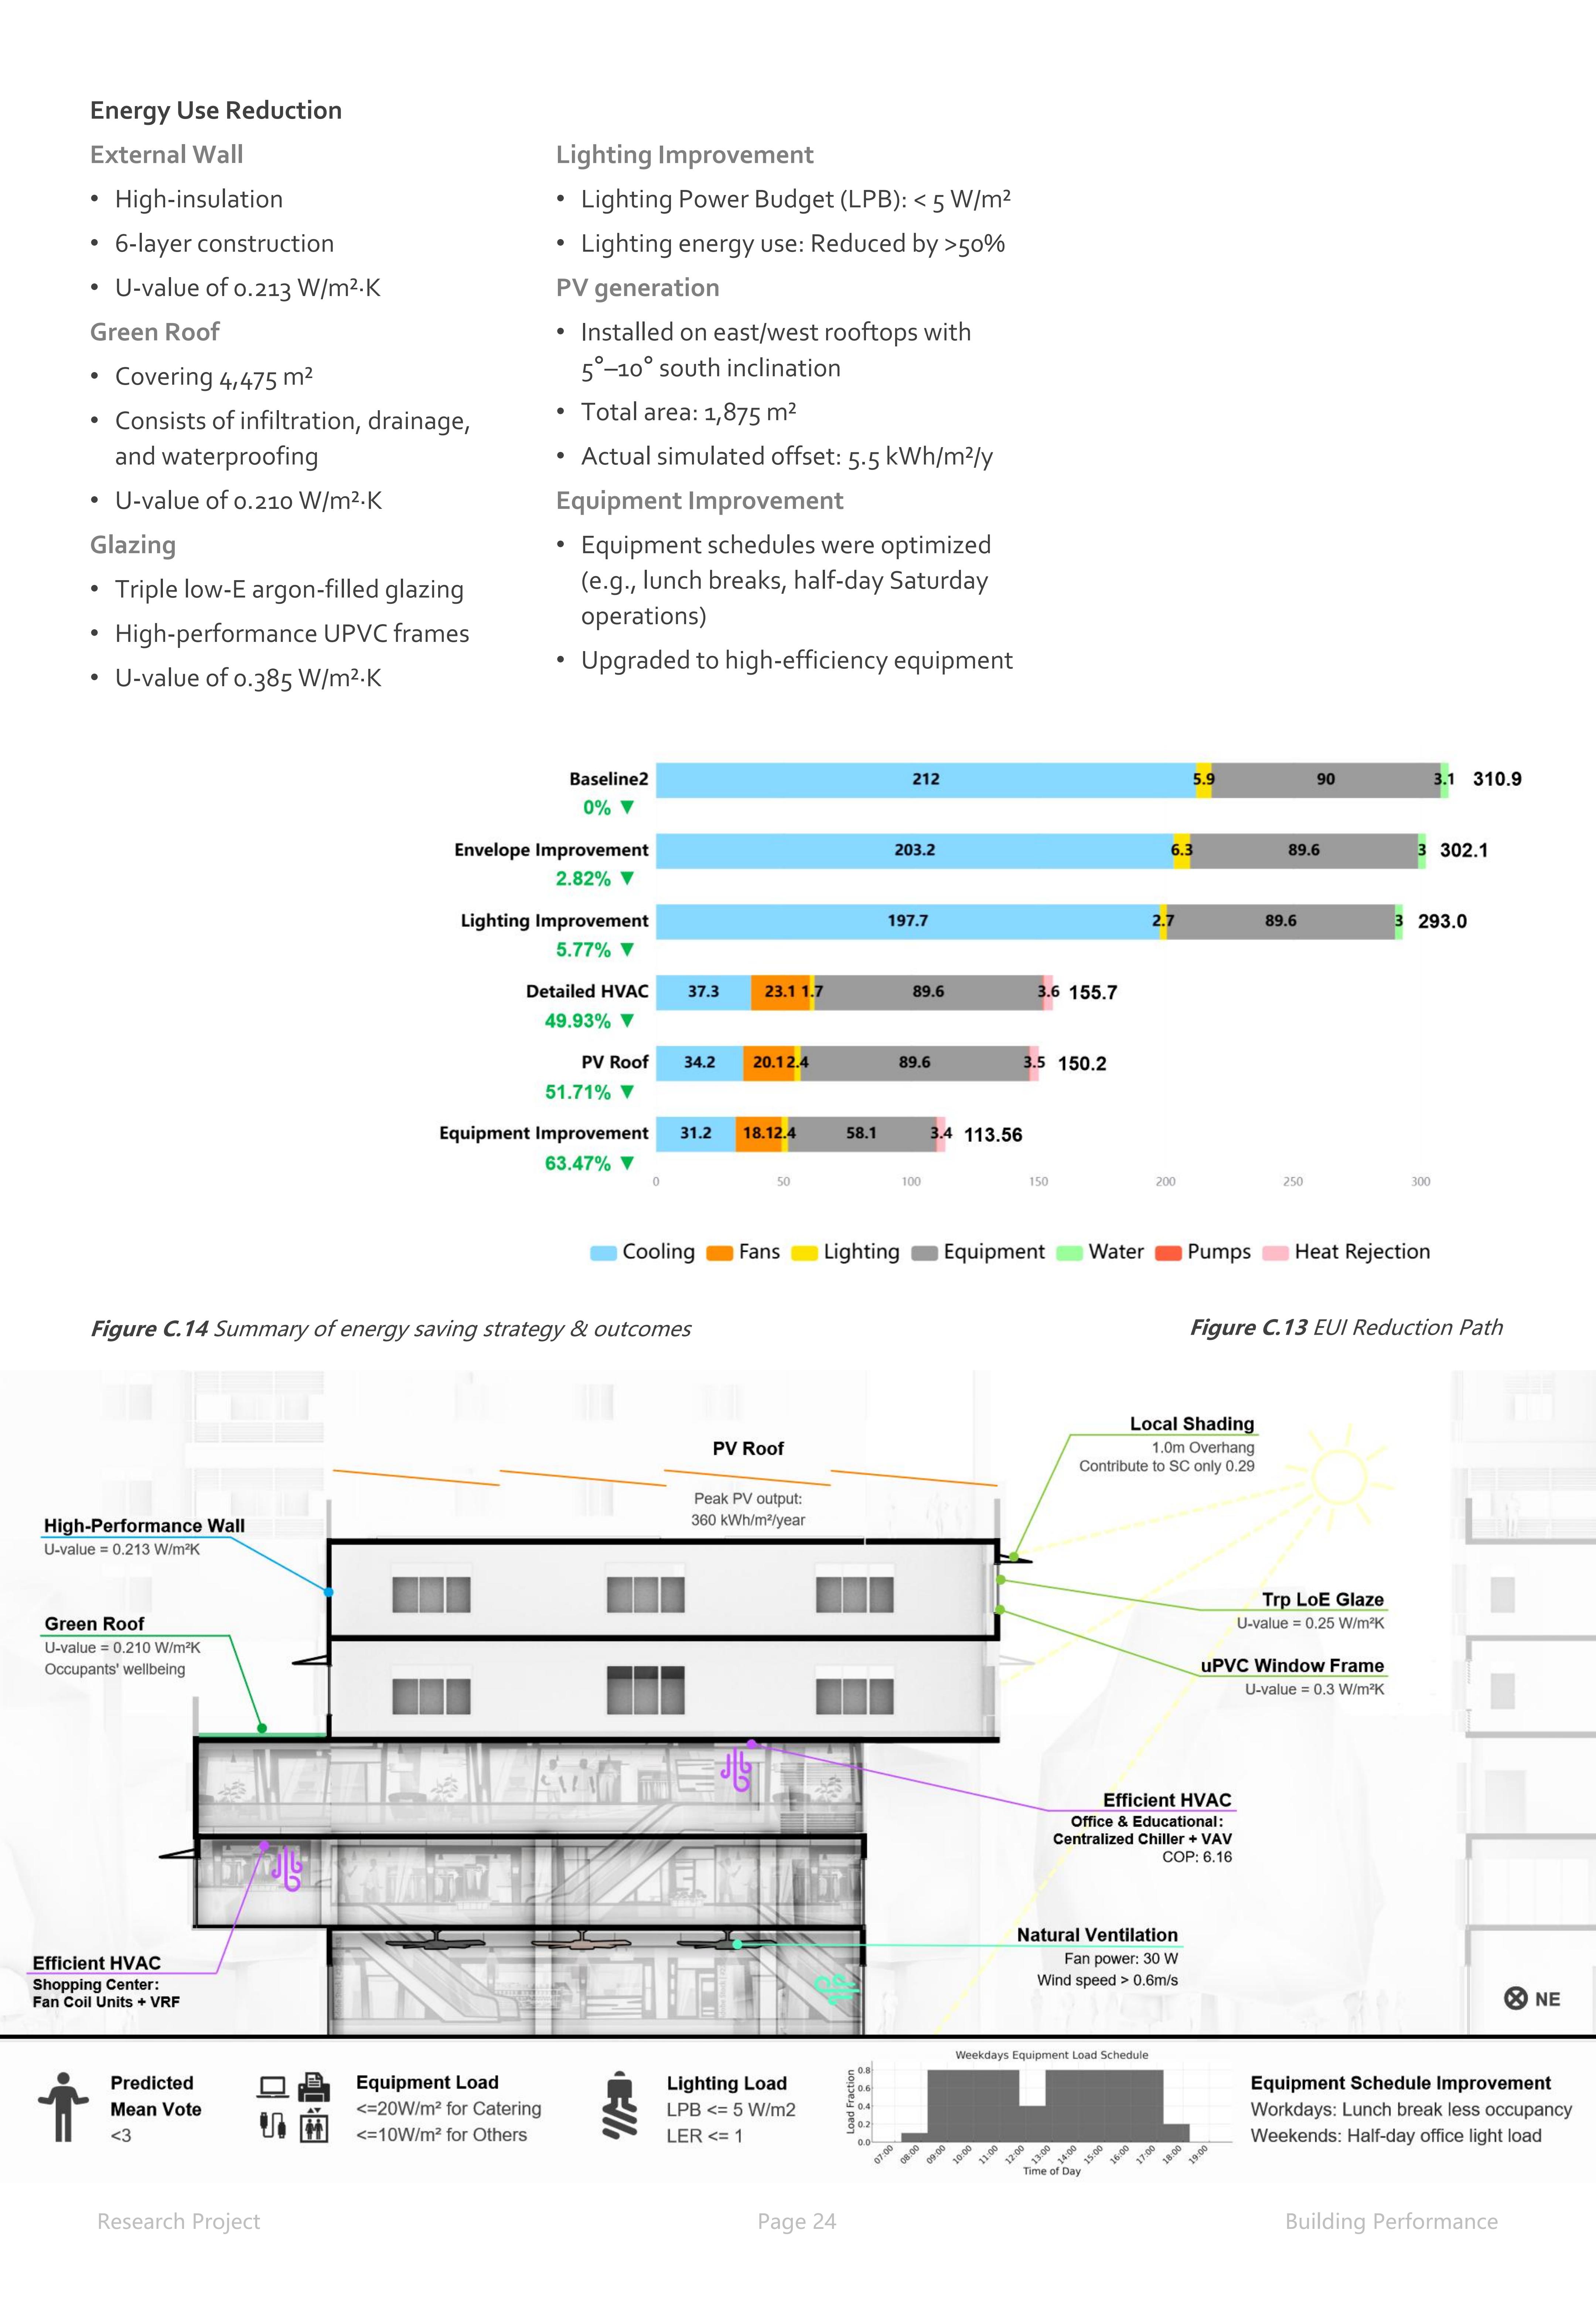 Energy Use Reduction
External Wall
• High-insulation
• 6-layer construction
• U-value of 0.213 W/m²·K
Green Roof
• Covering 4,475 m²
• Consists of infiltration, drainage,
and waterproofing
• U-value of 0.210 W/m²·K
Glazing
• Triple low-E argon-filled glazing
• High-performance UPVC frames
• U-value of 0.385 W/m²·K
Lighting Improvement
• Lighting Power Budget (LPB): < 5 W/m²
• Lighting energy use: Reduced by >50%
PV generation
• Installed on east/west rooftops with
5°–10° south inclination
• Total area: 1,875 m²
• Actual simulated offset: 5.5 kWh/m²/y
Equipment Improvement
• Equipment schedules were optimized
(e.g., lunch breaks, half-day Saturday
operations)
• Upgraded to high-efficiency equipment
Baseline2 212 5.9 90 3.1 310.9
0% ▼
Envelope Improvement 203.2 6.3 89.6 3 302.1
2.82% ▼
Lighting Improvement 197.7 2.7 89.6 3 293.0
5.77% ▼
Detailed HVAC 37.3 23.1 1.7 89.6 3.6 155.7
49.93% ▼
PV Roof 34.2 20.1 2.4 89.6 3.5 150.2
51.71% ▼
Equipment Improvement 31.2 18.1 2.4 58.1 3.4 113.56
63.47% ▼
0 50 100 150 200 250 300
Cooling Fans Lighting Equipment Water Pumps Heat Rejection
Figure C.14 Summary of energy saving strategy & outcomes
Figure C.13 EUI Reduction Path
Local Shading
1.0m Overhang
Contribute to SC only 0.29
PV Roof
Peak PV output:
360 kWh/m²/year
High-Performance Wall
U-value = 0.213 W/m²K
Green Roof
U-value = 0.210 W/m²K
Occupants' wellbeing
Trp LoE Glaze
U-value = 0.25 W/m²K
uPVC Window Frame
U-value = 0.3 W/m²K
Efficient HVAC
Office & Educational:
Centralized Chiller + VAV
COP: 6.16
Natural Ventilation
Fan power: 30 W
Wind speed > 0.6m/s
Efficient HVAC
Shopping Center:
Fan Coil Units + VRF
NE
Predicted
Mean Vote
<3
Equipment Load
<=20W/m² for Catering
<=10W/m² for Others
Lighting Load
LPB <= 5 W/m2
LER <= 1
Weekdays Equipment Load Schedule
Load Fraction
0.8
0.6
0.4
0.2
0.0
07:00 08:00 09:00 10:00 11:00 12:00 13:00 14:00 15:00 16:00 17:00 18:00 19:00
Time of Day
Equipment Schedule Improvement
Workdays: Lunch break less occupancy
Weekends: Half-day office light load
Research Project
Page 24
Building Performance